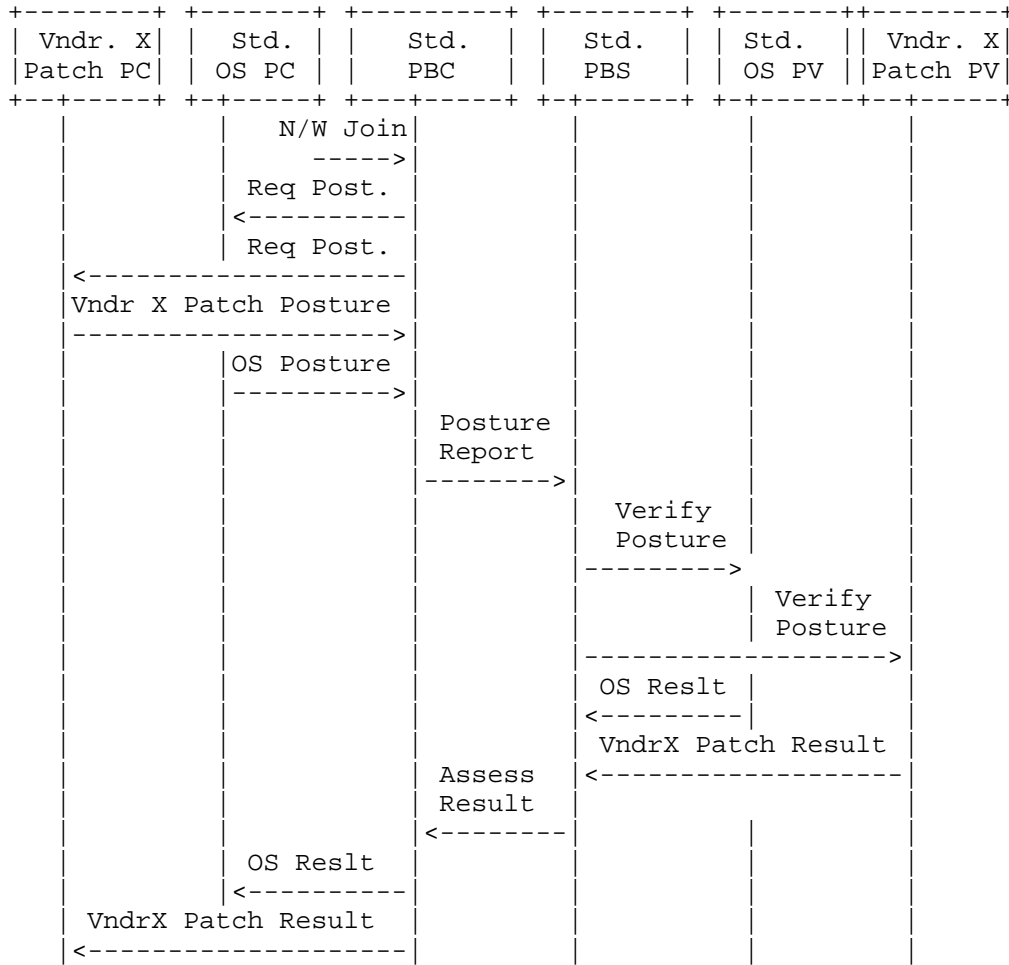 Vndr. X Std. Std. Std. Std. Vndr. X
Patch PC OS PC PBC PBS OS PV Patch PV
N/W Join
Req Post.
Req Post.
Vndr X Patch Posture
OS Posture
Posture
Report
Verify
Posture
Verify
Posture
OS Reslt
VndrX Patch Result
Assess
Result
OS Reslt
VndrX Patch Result